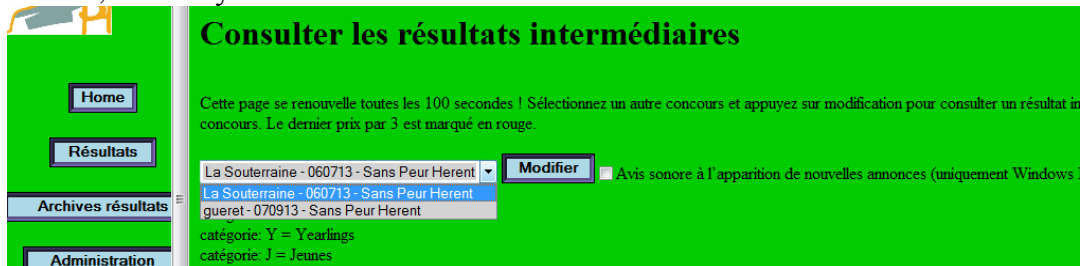 Consulter les résultats intermédiaires
Home
Cette page se renouvelle toutes les 100 secondes ! Sélectionnez un autre concours et appuyez sur modification pour consulter un résultat
concours. Le dernier prix par 3 est marqué en rouge.
Résultats
La Souterraine - 060713 - Sans Peur Herent
Modifier
Avis sonore à l'apparition de nouvelles annonces (uniquement Windows
La Souterraine - 060713 - Sans Peur Herent
Archives résultats
gueret - 070913 - Sans Peur Herent
catégorie: Y = Yearlings
catégorie: J = Jeunes
Administration